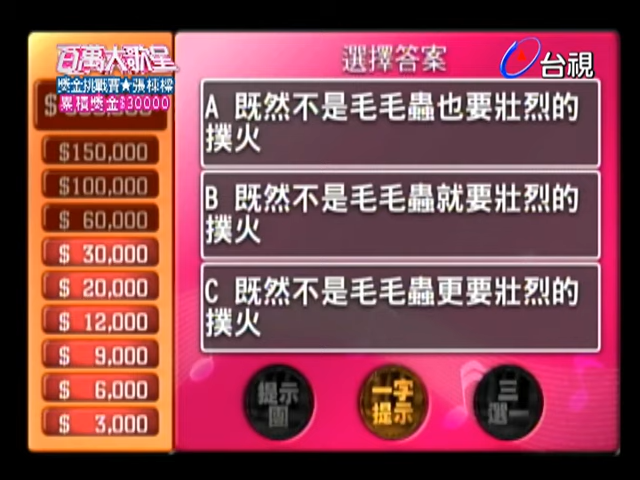 百萬大歌星
獎金挑戰賽★張棟樑
累積獎金$30000
台視
選擇答案
$150,000
$100,000
$ 60,000
$ 30,000
$ 20,000
$ 12,000
$ 9,000
$ 6,000
$ 3,000
A 既然不是毛毛蟲也要壯烈的
撲火
B 既然不是毛毛蟲就要壯烈的
撲火
C 既然不是毛毛蟲更要壯烈的
撲火
提示
圖
一字
提示
三
選一